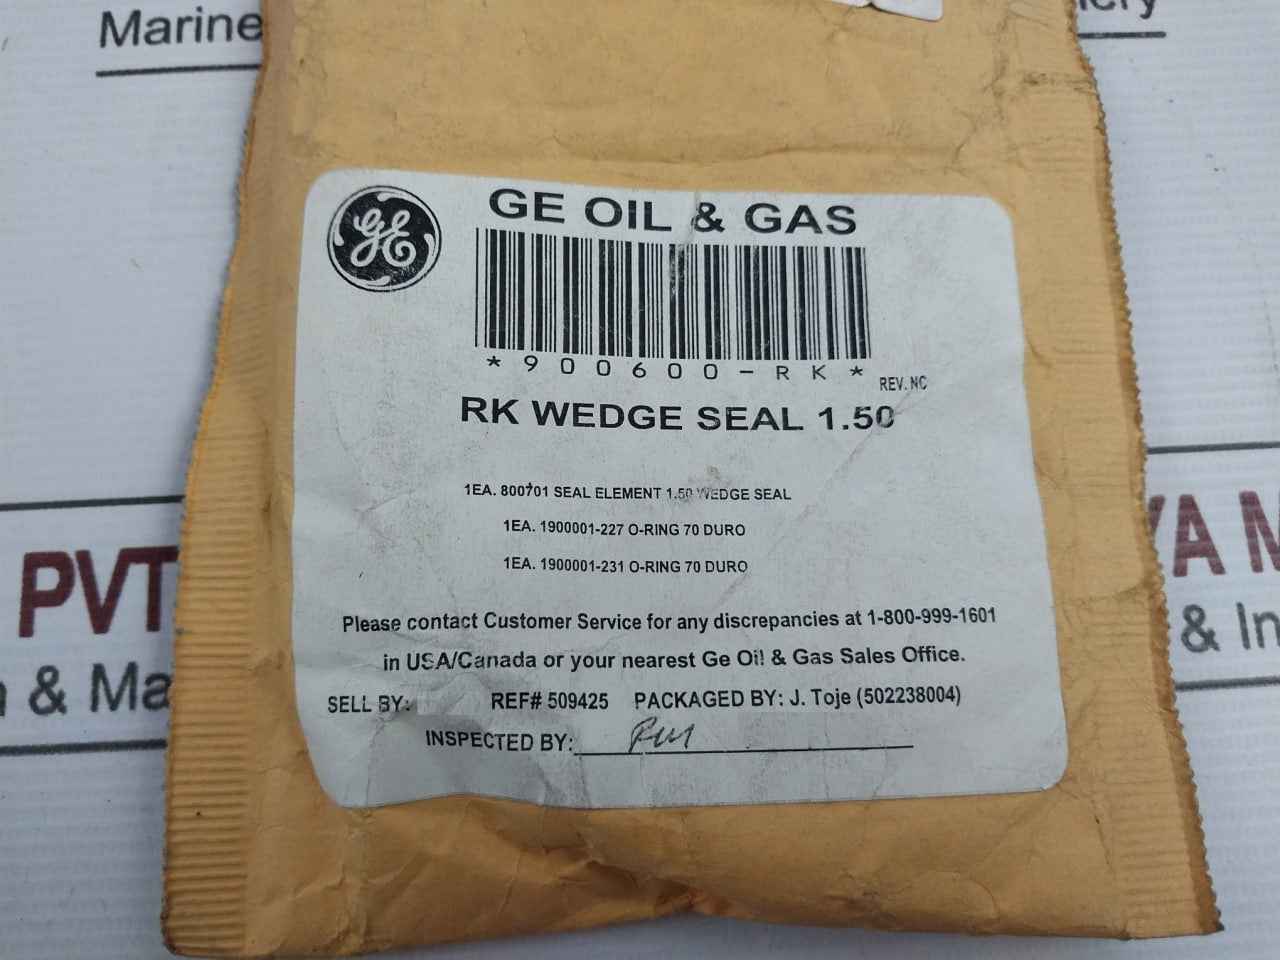 Marine
GE
GE OIL & GAS
*900600-RK*
REV. NC
RK WEDGE SEAL 1.50
1EA. 800701 SEAL ELEMENT 1.50 WEDGE SEAL
1EA. 1900001-227 O-RING 70 DURO
1EA. 1900001-231 O-RING 70 DURO
Please contact Customer Service for any discrepancies at 1-800-999-1601
in USA/Canada or your nearest Ge Oil & Gas Sales Office.
SELL BY: REF# 509425 PACKAGED BY: J. Toje (502238004)
INSPECTED BY:
PVT
YA M
& Ma
& In